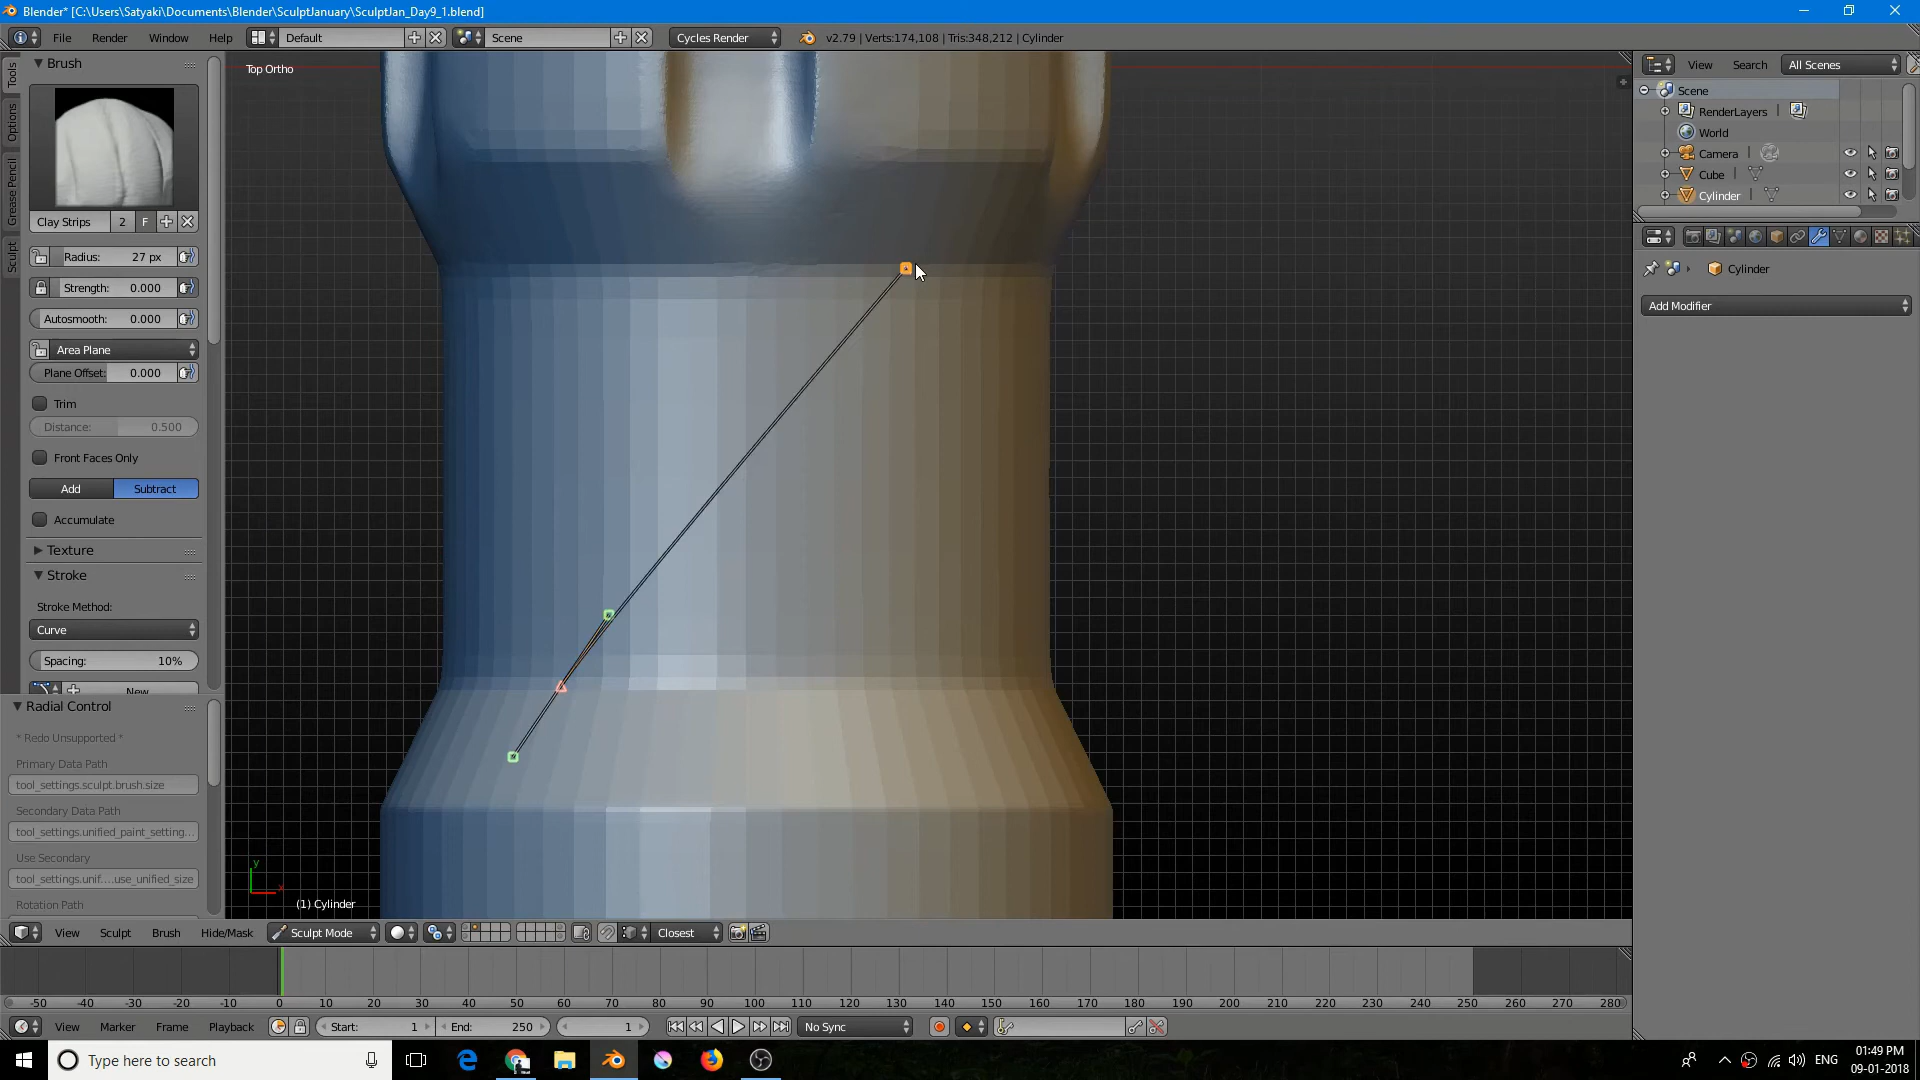 Blender* [C:\Users\Satyaki\Documents\Blender\SculptJanuary\SculptJan_Day9_1.blend]
File Render Window Help Default Scene Cycles Render v2.79 | Verts:174,108 | Tris:348,212 | Cylinder
Tools
Options
Grease Pencil
Sculpt
Brush
Clay Strips 2 F
Radius: 27 px
Strength: 0.000
Autosmooth: 0.000
Area Plane
Plane Offset: 0.000
Trim
Distance: 0.500
Front Faces Only
Add Subtract
Accumulate
Texture
Stroke
Stroke Method:
Curve
Spacing: 10%
New
Radial Control
* Redo Unsupported *
Primary Data Path
tool_settings.sculpt.brush.size
Secondary Data Path
tool_settings.unified_paint_setting...
Use Secondary
tool_settings.unif....use_unified_size
Rotation Path
Top Ortho
y
x
(1) Cylinder
View Search All Scenes
Scene
RenderLayers
World
Camera
Cube
Cylinder
Cylinder
Add Modifier
View Sculpt Brush Hide/Mask Sculpt Mode Closest
-50 -40 -30 -20 -10 0 10 20 30 40 50 60 70 80 90 100 110 120 130 140 150 160 170 180 190 200 210 220 230 240 250 260 270 280
View Marker Frame Playback Start: 1 End: 250 1 No Sync
Type here to search
ENG
01:49 PM
09-01-2018